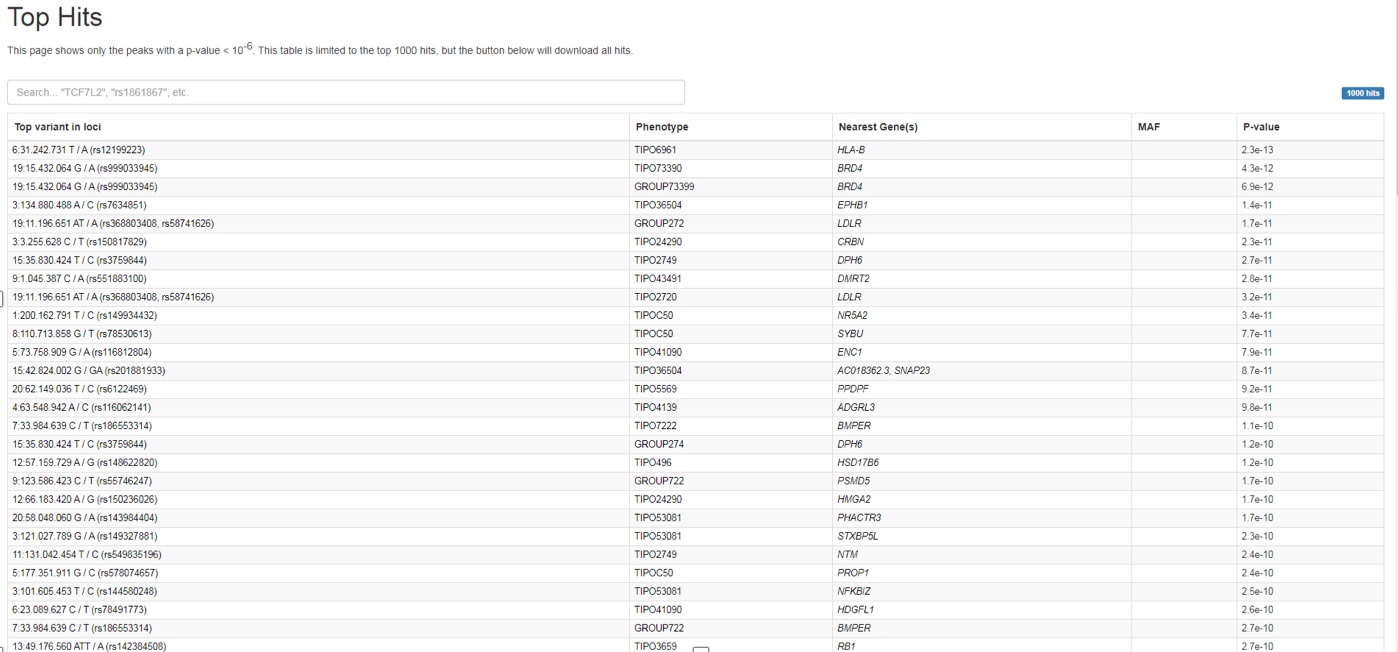 Top Hits
This page shows only the peaks with a p-value < 10-6. This table is limited to the top 1000 hits, but the button below will download all hits.
Search... "TCF7L2", "rs1861867", etc.
1000 hits
Top variant in loci Phenotype Nearest Gene(s) MAF P-value
6:31.242.731 T / A (rs12199223) TIPO6961 HLA-B 2.3e-13
19:15.432.064 G / A (rs999033945) TIPO73390 BRD4 4.3e-12
19:15.432.064 G / A (rs999033945) GROUP73399 BRD4 6.9e-12
3:134.880.488 A / C (rs7634851) TIPO36504 EPHB1 1.4e-11
19:11.196.651 AT / A (rs368803408, rs58741626) GROUP272 LDLR 1.7e-11
3:3.255.628 C / T (rs150817829) TIPO24290 CRBN 2.3e-11
15:35.830.424 T / C (rs3759844) TIPO2749 DPH6 2.7e-11
9:1.045.387 C / A (rs551883100) TIPO43491 DMRT2 2.8e-11
19:11.196.651 AT / A (rs368803408, rs58741626) TIPO2720 LDLR 3.2e-11
1:200.162.791 T / C (rs149934432) TIPOC50 NR5A2 3.4e-11
8:110.713.858 G / T (rs78530613) TIPOC50 SYBU 7.7e-11
5:73.758.909 G / A (rs116812804) TIPO41090 ENC1 7.9e-11
15:42.824.002 G / GA (rs201881933) TIPO36504 AC018362.3, SNAP23 8.7e-11
20:62.149.036 T / C (rs6122469) TIPO5569 PPDPF 9.2e-11
4:63.548.942 A / C (rs116062141) TIPO4139 ADGRL3 9.8e-11
7:33.984.639 C / T (rs186553314) TIPO7222 BMPER 1.1e-10
15:35.830.424 T / C (rs3759844) GROUP274 DPH6 1.2e-10
12:57.159.729 A / G (rs148622820) TIPO496 HSD17B6 1.2e-10
9:123.586.423 C / T (rs55746247) GROUP722 PSMD5 1.7e-10
12:66.183.420 A / G (rs150236026) TIPO24290 HMGA2 1.7e-10
20:58.048.060 G / A (rs143984404) TIPO53081 PHACTR3 1.7e-10
3:121.027.789 G / A (rs149327881) TIPO53081 STXBP5L 2.3e-10
11:131.042.454 T / C (rs549835196) TIPO2749 NTM 2.4e-10
5:177.351.911 G / C (rs578074657) TIPOC50 PROP1 2.4e-10
3:101.605.453 T / C (rs144580248) TIPO53081 NFKBIZ 2.5e-10
6:23.089.627 C / T (rs78491773) TIPO41090 HDGFL1 2.6e-10
7:33.984.639 C / T (rs186553314) GROUP722 BMPER 2.7e-10
13:49.176.560 ATT / A (rs142384508) TIPO3659 RB1 2.7e-10